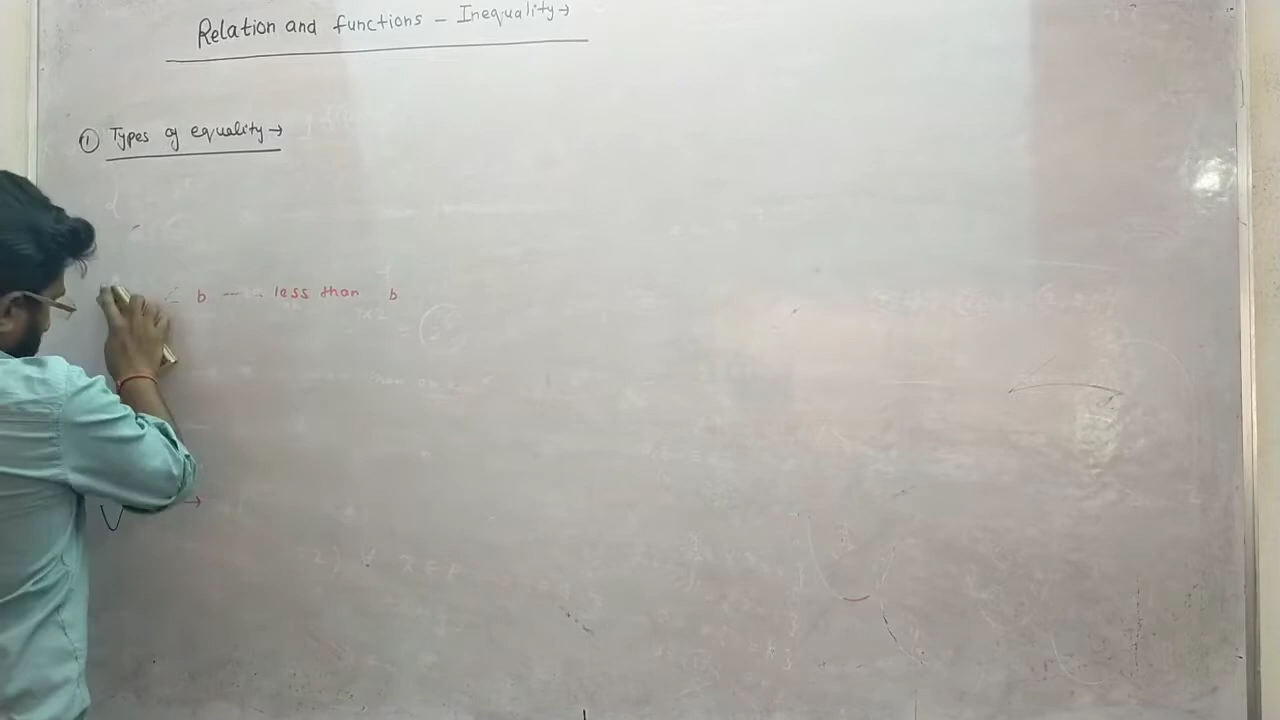 Relation and functions - Inequality →
① Types of equality →
< b --- less than b